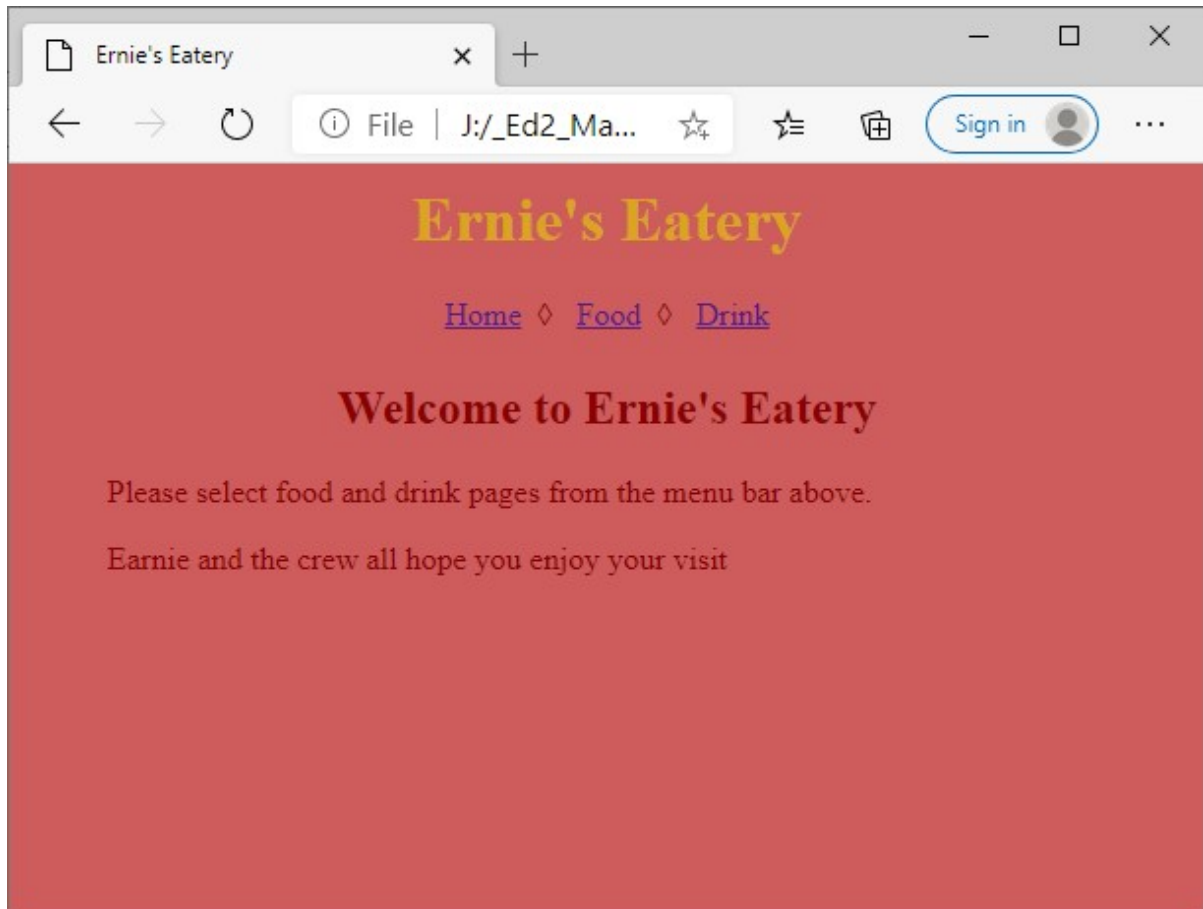 Ernie's Eatery
File | J:/_Ed2_Ma... Sign in
Ernie's Eatery
Home ◊ Food ◊ Drink
Welcome to Ernie's Eatery
Please select food and drink pages from the menu bar above.
Earnie and the crew all hope you enjoy your visit